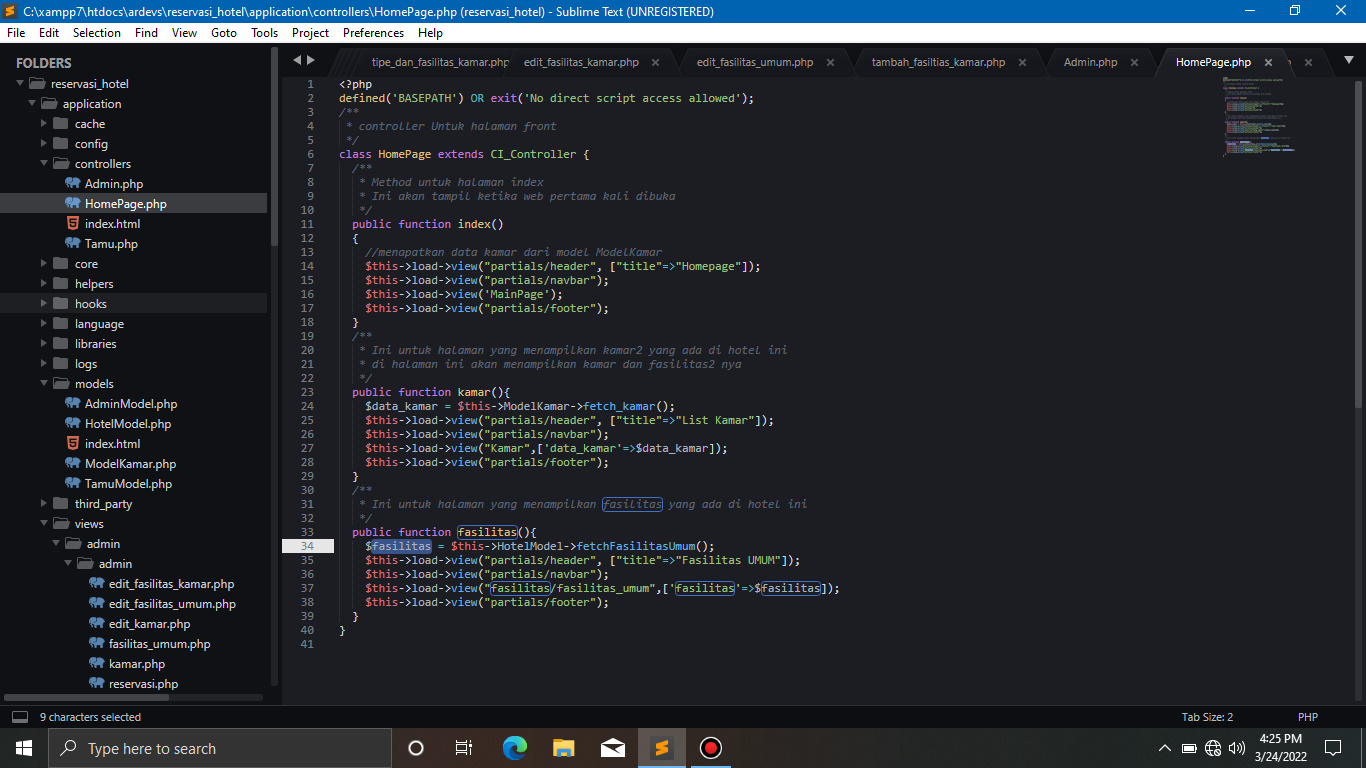 C:\xampp7\htdocs\ardevs\reservasi_hotel\application\controllers\HomePage.php (reservasi_hotel) - Sublime Text (UNREGISTERED)
File Edit Selection Find View Goto Tools Project Preferences Help
FOLDERS
reservasi_hotel
application
cache
config
controllers
Admin.php
HomePage.php
index.html
Tamu.php
core
helpers
hooks
language
libraries
logs
models
AdminModel.php
HotelModel.php
index.html
ModelKamar.php
TamuModel.php
third_party
views
admin
admin
edit_fasilitas_kamar.php
edit_fasilitas_umum.php
edit_kamar.php
fasilitas_umum.php
kamar.php
reservasi.php
tipe_dan_fasilitas_kamar.php edit_fasilitas_kamar.php edit_fasilitas_umum.php tambah_fasiltias_kamar.php Admin.php HomePage.php
1 <?php
2 defined('BASEPATH') OR exit('No direct script access allowed');
3 /**
4  * controller Untuk halaman front
5  */
6 class HomePage extends CI_Controller {
7   /**
8    * Method untuk halaman index
9    * Ini akan tampil ketika web pertama kali dibuka
10    */
11   public function index()
12   {
13     //menapatkan data kamar dari model ModelKamar
14     $this->load->view("partials/header", ["title"=>"Homepage"]);
15     $this->load->view("partials/navbar");
16     $this->load->view('MainPage');
17     $this->load->view("partials/footer");
18   }
19   /**
20    * Ini untuk halaman yang menampilkan kamar2 yang ada di hotel ini
21    * di halaman ini akan menampilkan kamar dan fasilitas2 nya
22    */
23   public function kamar(){
24     $data_kamar = $this->ModelKamar->fetch_kamar();
25     $this->load->view("partials/header", ["title"=>"List Kamar"]);
26     $this->load->view("partials/navbar");
27     $this->load->view("Kamar",['data_kamar'=>$data_kamar]);
28     $this->load->view("partials/footer");
29   }
30   /**
31    * Ini untuk halaman yang menampilkan fasilitas yang ada di hotel ini
32    */
33   public function fasilitas(){
34     $fasilitas = $this->HotelModel->fetchFasilitasUmum();
35     $this->load->view("partials/header", ["title"=>"Fasilitas UMUM"]);
36     $this->load->view("partials/navbar");
37     $this->load->view("fasilitas/fasilitas_umum",['fasilitas'=>$fasilitas]);
38     $this->load->view("partials/footer");
39   }
40 }
41
9 characters selected Tab Size: 2 PHP
Type here to search
4:25 PM
3/24/2022